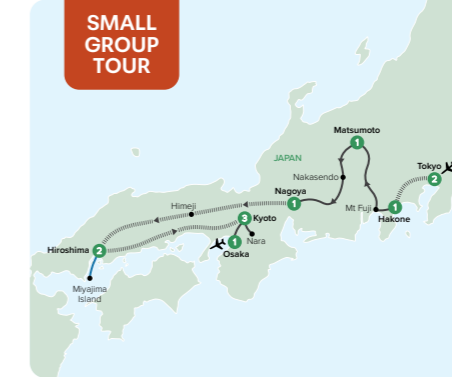 SMALL
GROUP
TOUR
Matsumoto
1
JAPAN
Tokyo
2
Nakasendo
Nagoya
1
Himeji
Mt Fuji
1
Hakone
3
Kyoto
Hiroshima
2
1
Nara
Osaka
Miyajima
Island